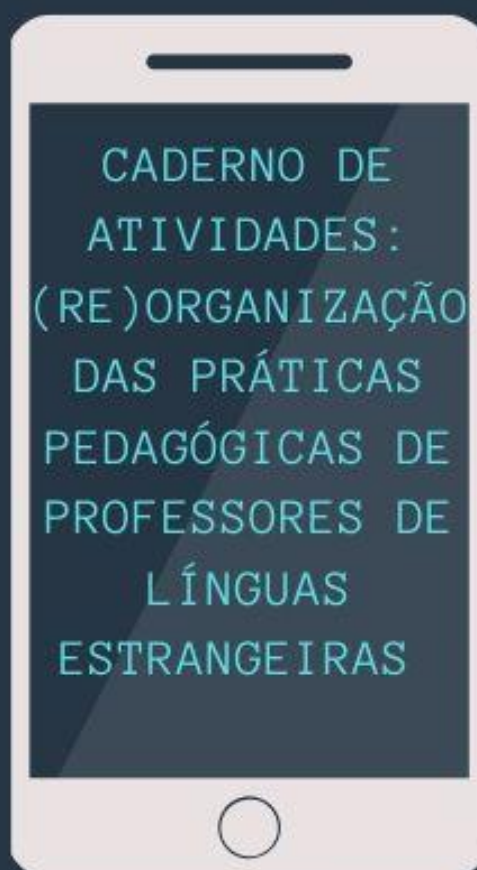 CADERNO DE
ATIVIDADES:
(RE)ORGANIZAÇÃO
DAS PRÁTICAS
PEDAGÓGICAS DE
PROFESSORES DE
LÍNGUAS
ESTRANGEIRAS